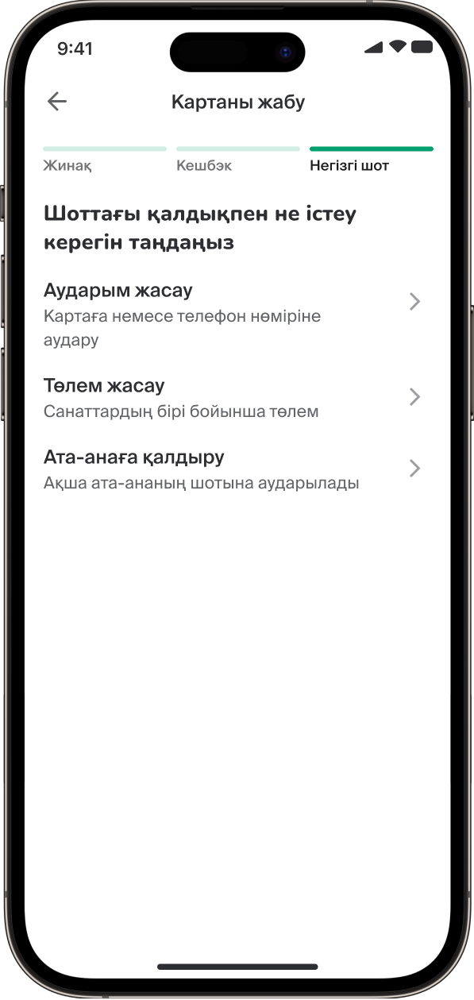 9:41
Картаны жабу
Жинақ Кешбэк Негізгі шот
Шоттағы қалдықпен не істеу
керегін таңдаңыз
Аударым жасау
Картаға немесе телефон нөміріне
аудару
Төлем жасау
Санаттардың бірі бойынша төлем
Ата-анаға қалдыру
Ақша ата-ананың шотына аударылады